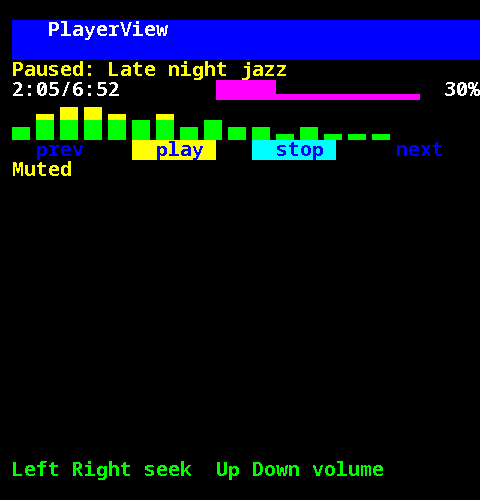 PlayerView
Paused: Late night jazz
2:05/6:52 30%
prev play stop next
Muted
Left Right seek Up Down volume